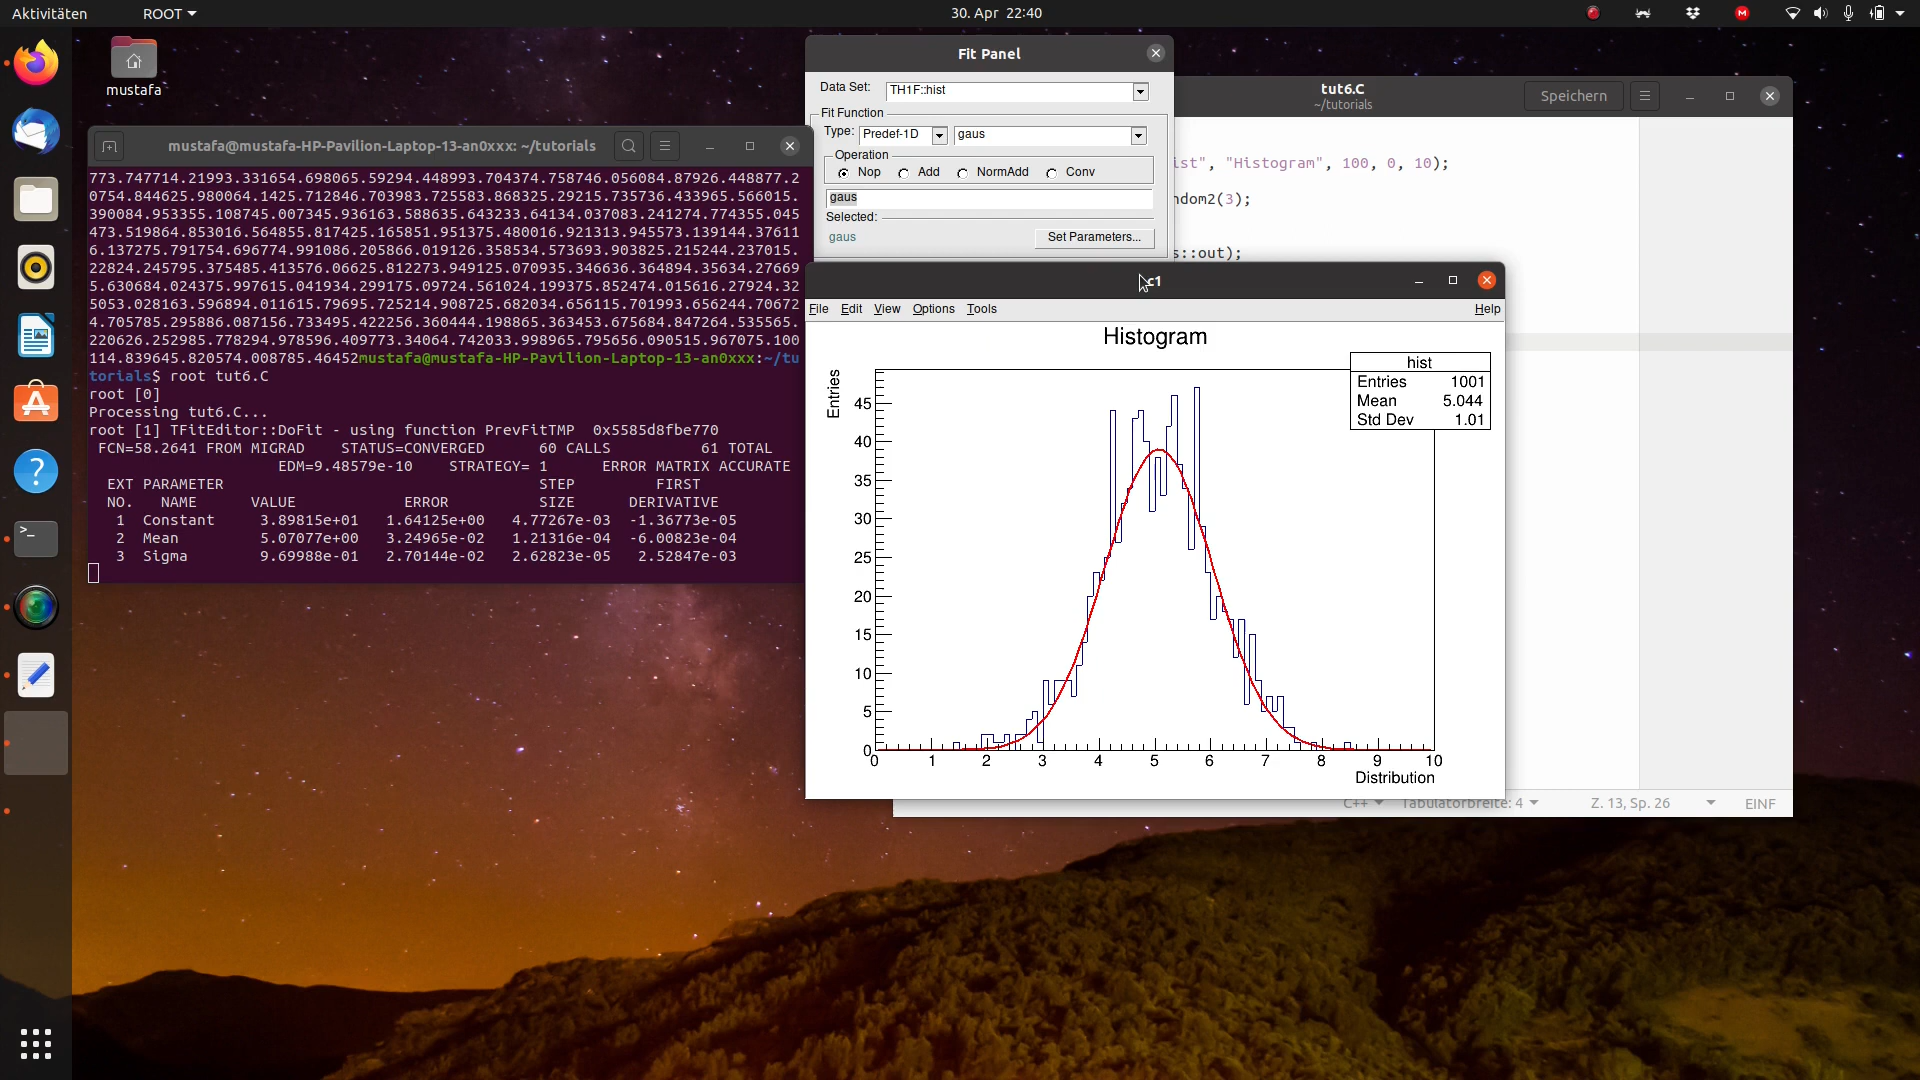 Aktivitäten
ROOT
30. Apr 22:40
mustafa
mustafa@mustafa-HP-Pavilion-Laptop-13-an0xxx: ~/tutorials
773.747714.21993.331654.698065.59294.448993.704374.758746.056084.87926.448877.2
0754.844625.980064.1425.712846.703983.725583.868325.29215.735736.433965.566015.
390084.953355.108745.007345.936163.588635.643233.64134.037083.241274.774355.045
473.519864.853016.564855.817425.165851.951375.480016.921313.945573.139144.37611
6.137275.791754.696774.991086.205866.019126.358534.573693.903825.215244.237015.
22824.245795.375485.413576.06625.812273.949125.070935.346636.364894.35634.27669
5.630684.024375.997615.041934.299175.09724.561024.199375.852474.015616.27924.32
5053.028163.596894.011615.79695.725214.908725.682034.656115.701993.656244.70672
4.705785.295886.087156.733495.422256.360444.198865.363453.675684.847264.535565.
220626.252985.778294.978596.409773.34064.742033.998965.795656.090515.967075.100
114.839645.820574.008785.46452mustafa@mustafa-HP-Pavilion-Laptop-13-an0xxx:~/tu
torials$ root tut6.C
root [0]
Processing tut6.C...
root [1] TFitEditor::DoFit - using function PrevFitTMP 0x5585d8fbe770
FCN=58.2641 FROM MIGRAD STATUS=CONVERGED 60 CALLS 61 TOTAL
EDM=9.48579e-10 STRATEGY= 1 ERROR MATRIX ACCURATE
EXT PARAMETER STEP FIRST
NO. NAME VALUE ERROR SIZE DERIVATIVE
1 Constant 3.89815e+01 1.64125e+00 4.77267e-03 -1.36773e-05
2 Mean 5.07077e+00 3.24965e-02 1.21316e-04 -6.00823e-04
3 Sigma 9.69988e-01 2.70144e-02 2.62823e-05 2.52847e-03
Fit Panel
Data Set: TH1F::hist
Fit Function
Type: Predef-1D gaus
Operation
Nop Add NormAdd Conv
gaus
Selected:
gaus
Set Parameters...
tut6.C
~/tutorials
Speichern
ist", "Histogram", 100, 0, 10);
ndom2(3);
s::out);
c1
File Edit View Options Tools Help
Histogram
hist
Entries 1001
Mean 5.044
Std Dev 1.01
Entries
45
40
35
30
25
20
15
10
5
0
0 1 2 3 4 5 6 7 8 9 10
Distribution
C++ Tabulatorbreite: 4 Z. 13, Sp. 26 EINF